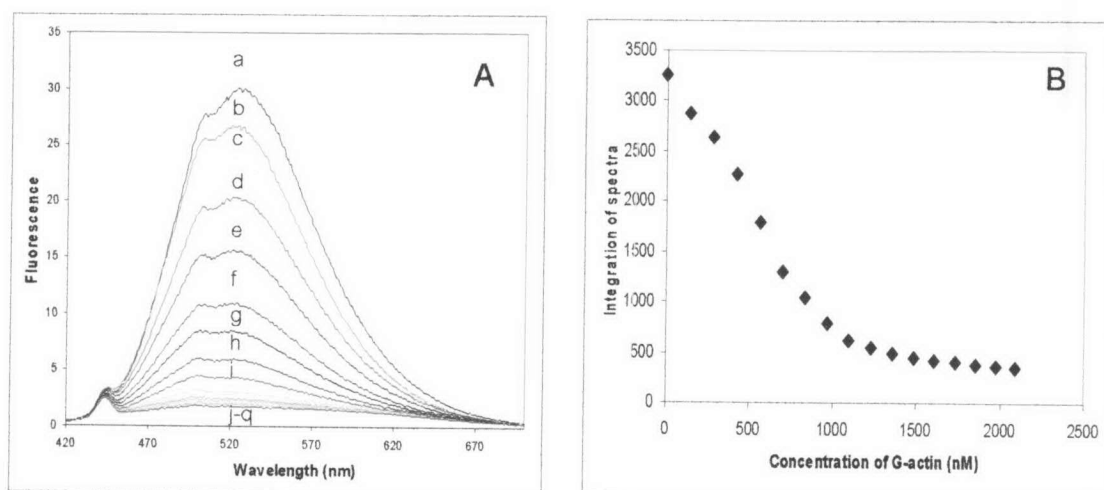 A
Fluorescence
35
30
25
20
15
10
5
0
a
b
c
d
e
f
g
h
i
j-q
420
470
520
570
620
670
Wavelength (nm)
B
Integration of spectra
3500
3000
2500
2000
1500
1000
500
0
0
500
1000
1500
2000
2500
Concentration of G-actin (nM)